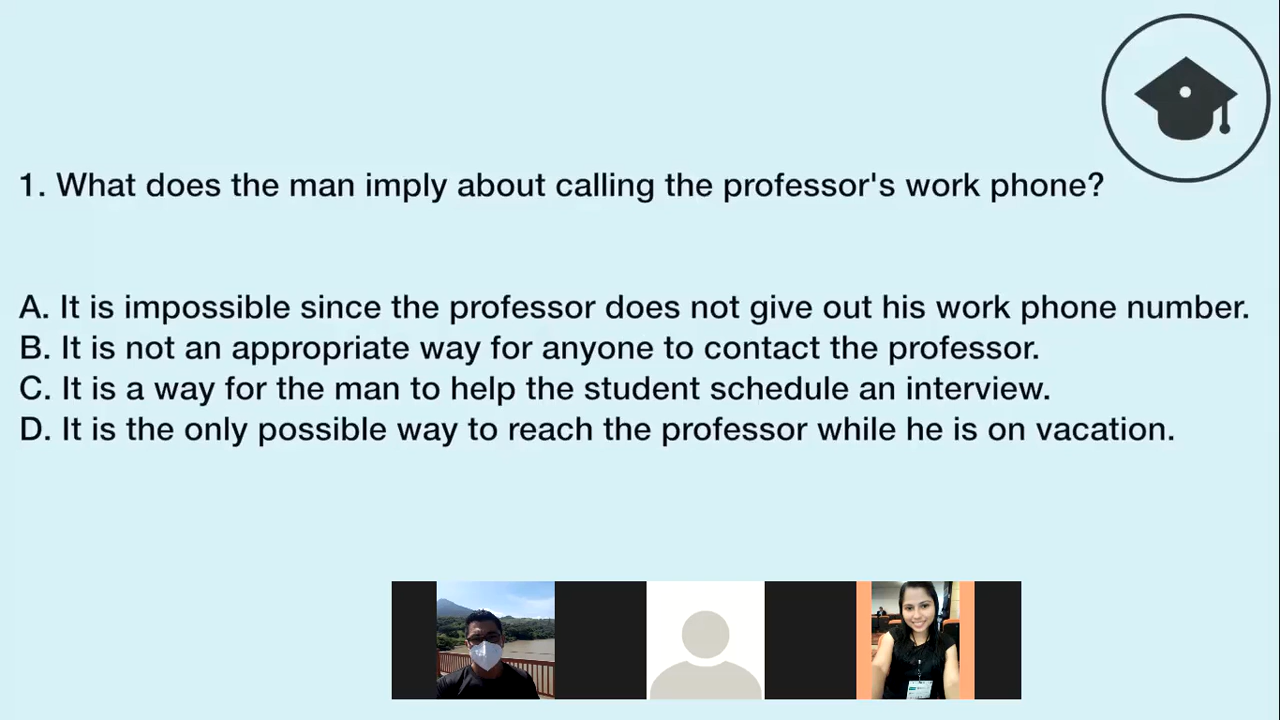 1. What does the man imply about calling the professor's work phone?
A. It is impossible since the professor does not give out his work phone number.
B. It is not an appropriate way for anyone to contact the professor.
C. It is a way for the man to help the student schedule an interview.
D. It is the only possible way to reach the professor while he is on vacation.